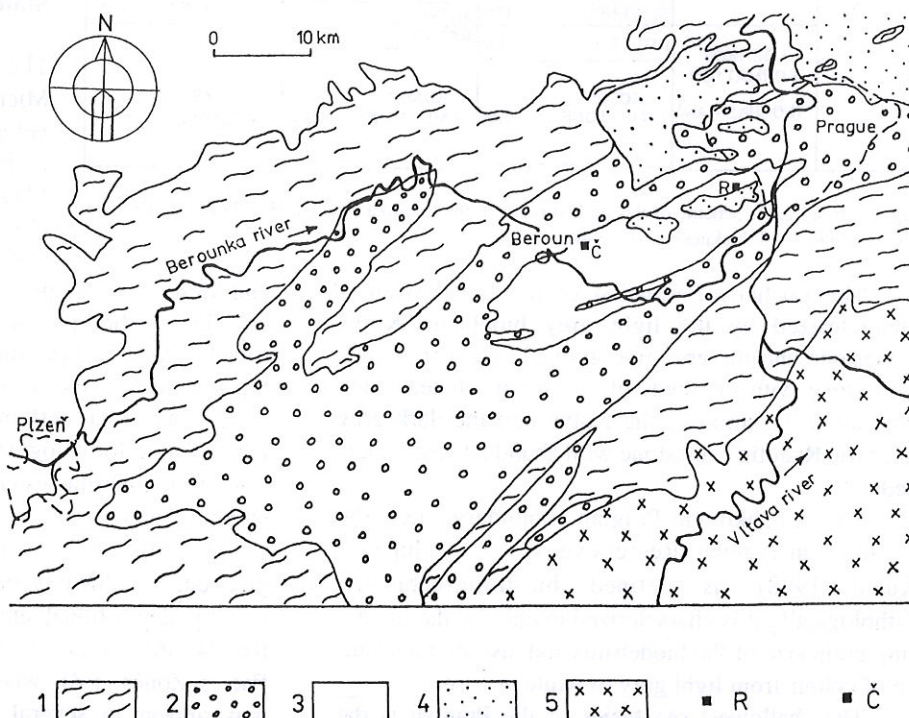 N
0 10 km
Prague
R
Berounka river
Beroun
Č
Plzeň
Vltava river
1 2 3 4 5 R Č